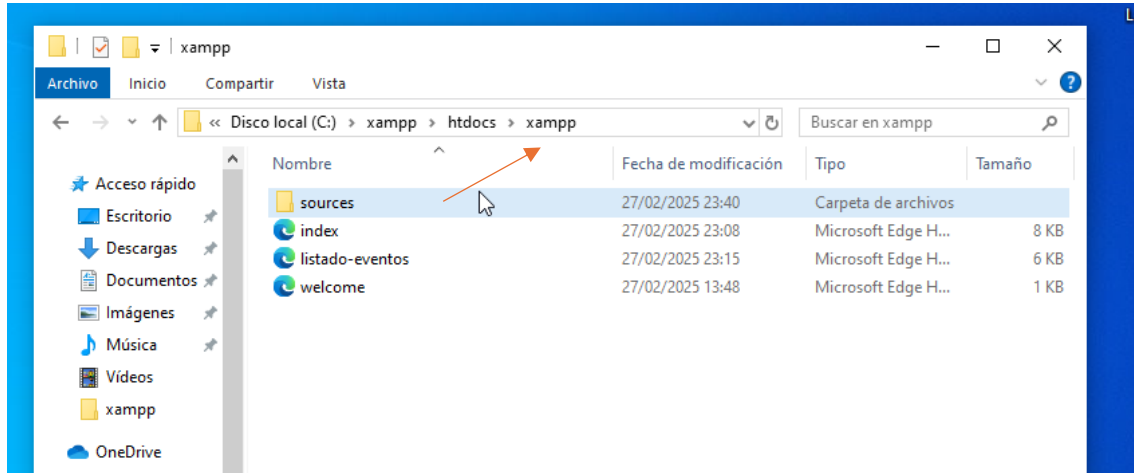 L
xampp
Archivo Inicio Compartir Vista
« Disco local (C:) > xampp > htdocs > xampp Buscar en xampp
Nombre Fecha de modificación Tipo Tamaño
Acceso rápido
sources 27/02/2025 23:40 Carpeta de archivos
Escritorio
index 27/02/2025 23:08 Microsoft Edge H... 8 KB
Descargas
listado-eventos 27/02/2025 23:15 Microsoft Edge H... 6 KB
Documentos
welcome 27/02/2025 13:48 Microsoft Edge H... 1 KB
Imágenes
Música
Vídeos
xampp
OneDrive